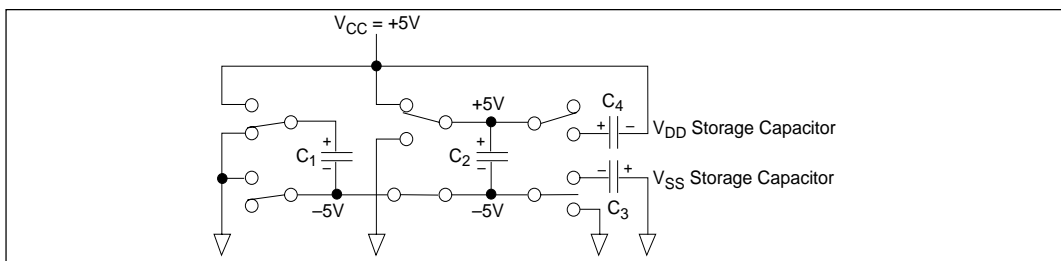 V_CC = +5V
+5V
C_4
+ –
V_DD Storage Capacitor
+
C_1
–
+
C_2
–
– +
V_SS Storage Capacitor
C_3
–5V
–5V